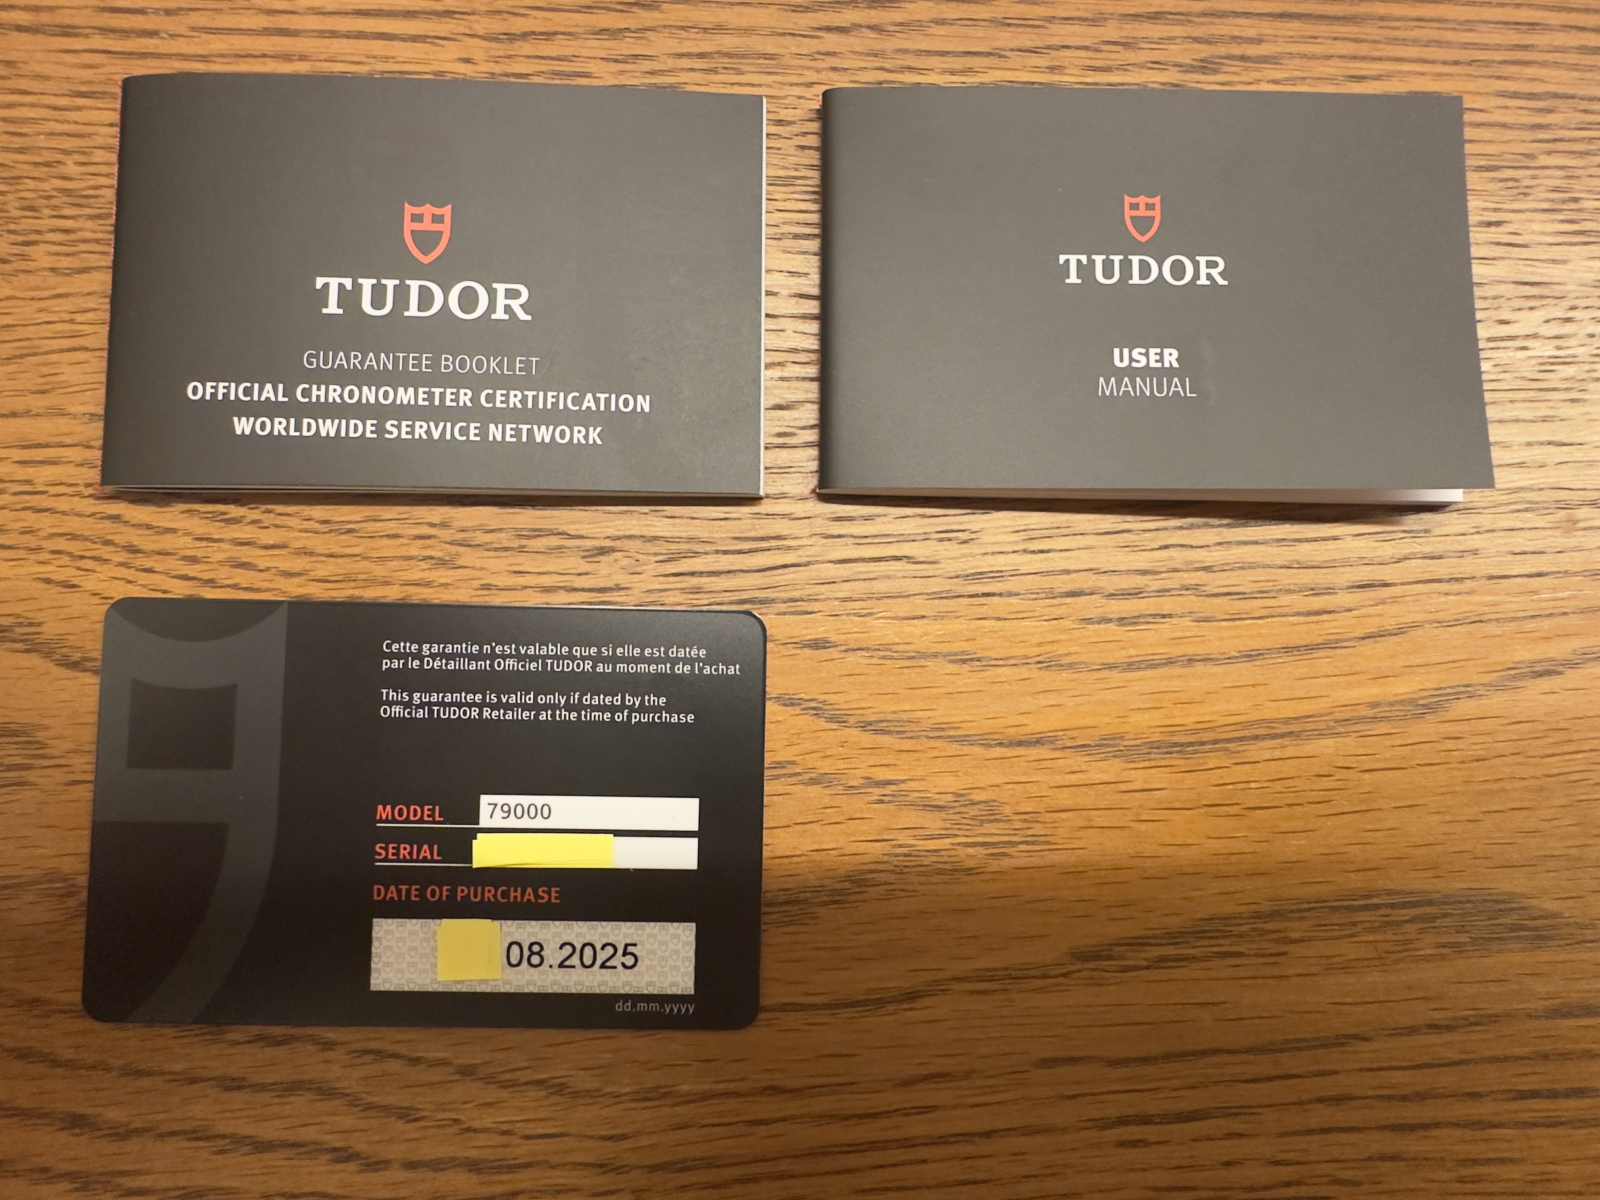 TUDOR
GUARANTEE BOOKLET
OFFICIAL CHRONOMETER CERTIFICATION
WORLDWIDE SERVICE NETWORK
TUDOR
USER
MANUAL
Cette garantie n'est valable que si elle est datée
par le Détaillant Officiel TUDOR au moment de l'achat
This guarantee is valid only if dated by the
Official TUDOR Retailer at the time of purchase
MODEL 79000
SERIAL
DATE OF PURCHASE
08.2025
dd.mm.yyyy